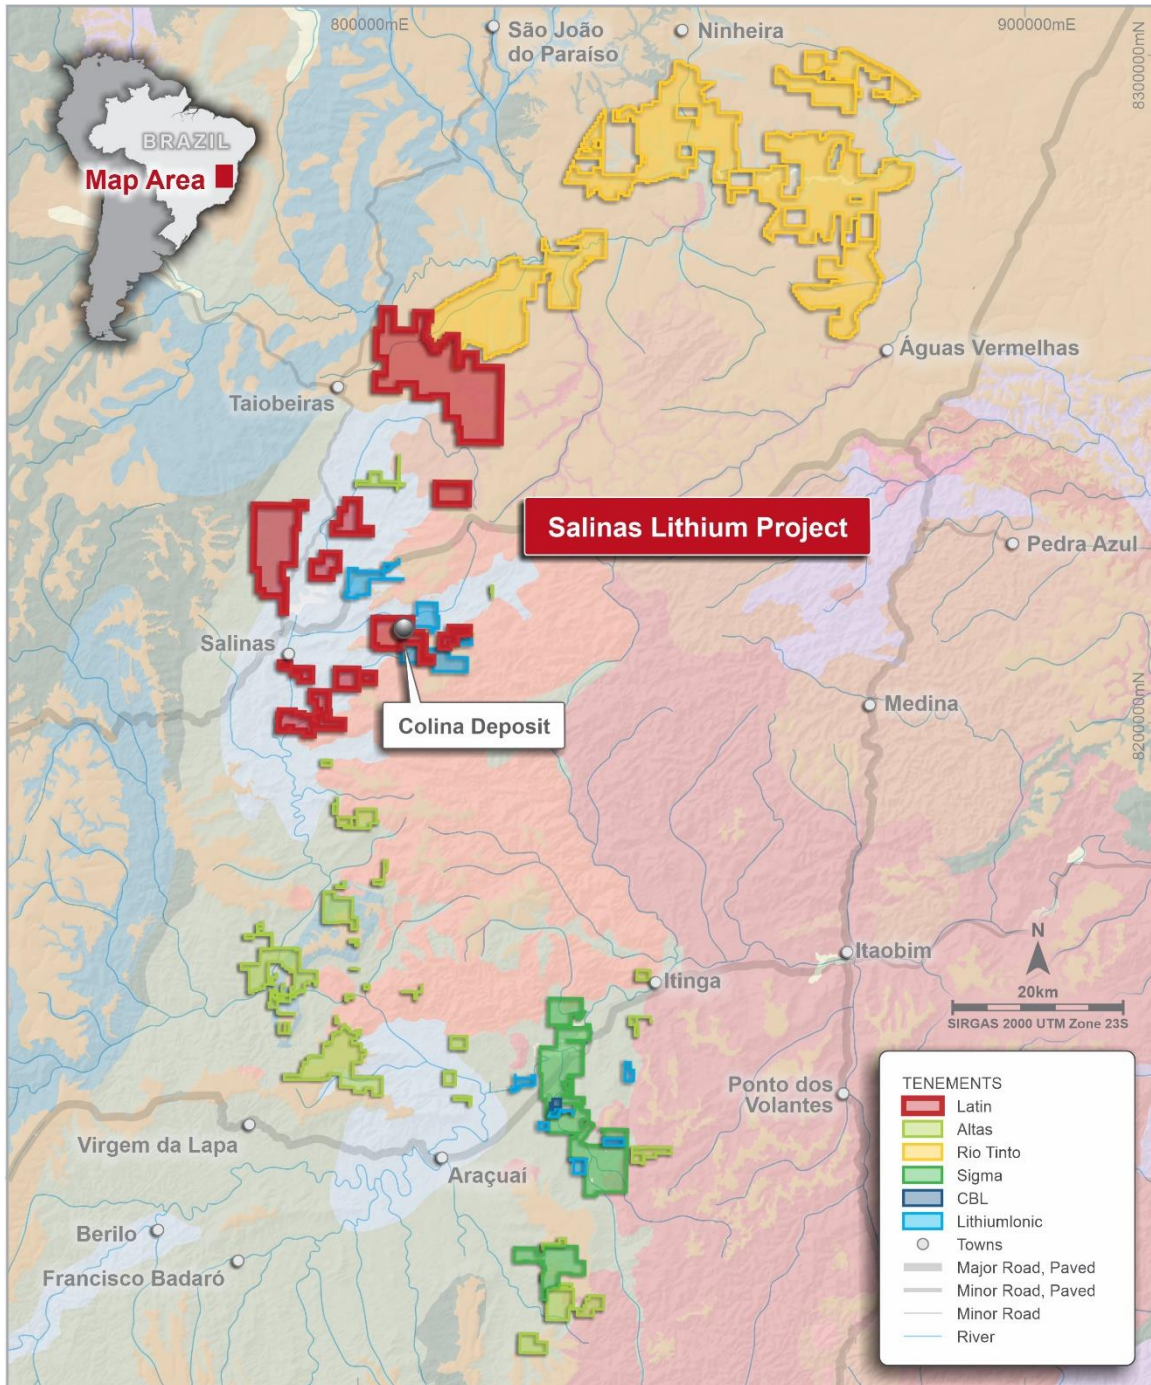 800000mE
900000mE
8300000mN
São João
do Paraíso
Ninheira
BRAZIL
Map Area
Águas Vermelhas
Taiobeiras
Salinas Lithium Project
Pedra Azul
Salinas
Medina
8200000mN
Colina Deposit
Itaobim
Itinga
N
20km
SIRGAS 2000 UTM Zone 23S
Ponto dos
Volantes
Virgem da Lapa
Araçuaí
Berilo
Francisco Badaró
TENEMENTS
Latin
Altas
Rio Tinto
Sigma
CBL
LithiumIonic
Towns
Major Road, Paved
Minor Road, Paved
Minor Road
River